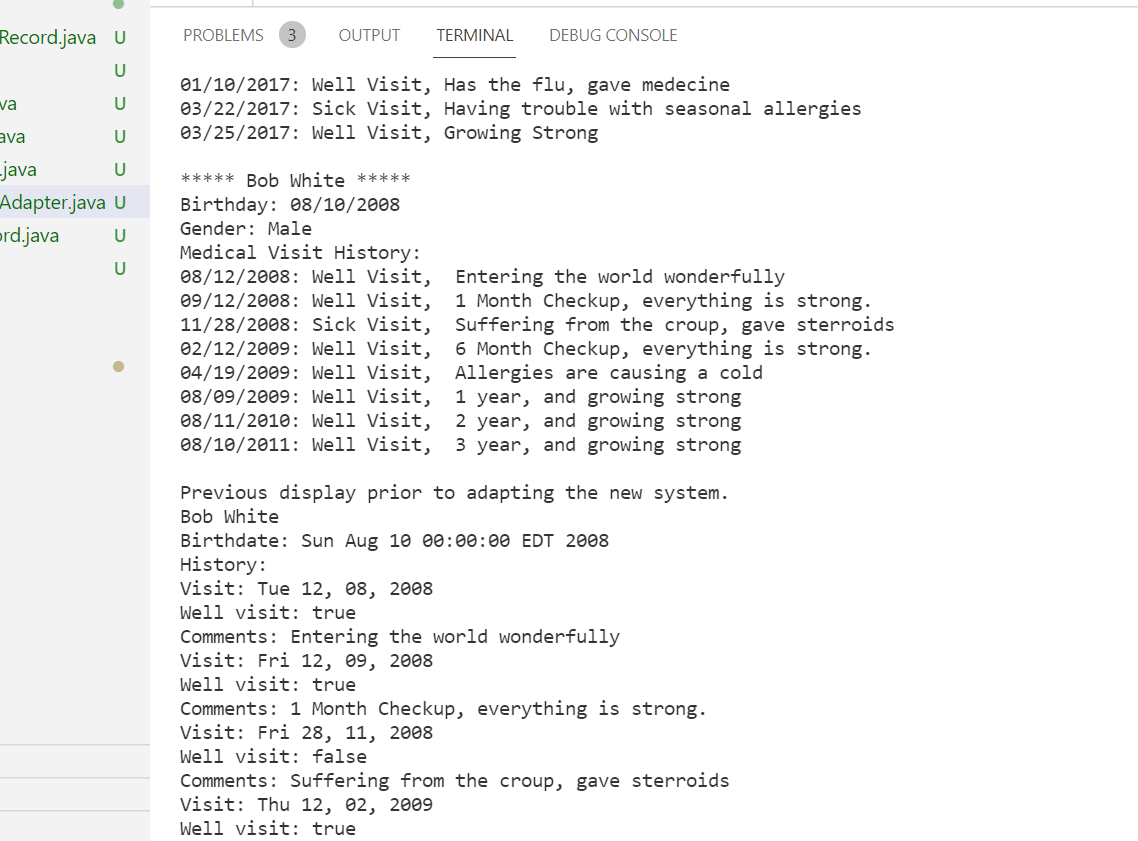 PROBLEMS 3 OUTPUT TERMINAL DEBUG CONSOLE
Record.java U
U
va U
ava U
.java U
Adapter.java U
ord.java U
U
01/10/2017: Well Visit, Has the flu, gave medecine
03/22/2017: Sick Visit, Having trouble with seasonal allergies
03/25/2017: Well Visit, Growing Strong
***** Bob White *****
Birthday: 08/10/2008
Gender: Male
Medical Visit History:
08/12/2008: Well Visit,  Entering the world wonderfully
09/12/2008: Well Visit,  1 Month Checkup, everything is strong.
11/28/2008: Sick Visit,  Suffering from the croup, gave sterroids
02/12/2009: Well Visit,  6 Month Checkup, everything is strong.
04/19/2009: Well Visit,  Allergies are causing a cold
08/09/2009: Well Visit,  1 year, and growing strong
08/11/2010: Well Visit,  2 year, and growing strong
08/10/2011: Well Visit,  3 year, and growing strong
Previous display prior to adapting the new system.
Bob White
Birthdate: Sun Aug 10 00:00:00 EDT 2008
History:
Visit: Tue 12, 08, 2008
Well visit: true
Comments: Entering the world wonderfully
Visit: Fri 12, 09, 2008
Well visit: true
Comments: 1 Month Checkup, everything is strong.
Visit: Fri 28, 11, 2008
Well visit: false
Comments: Suffering from the croup, gave sterroids
Visit: Thu 12, 02, 2009
Well visit: true